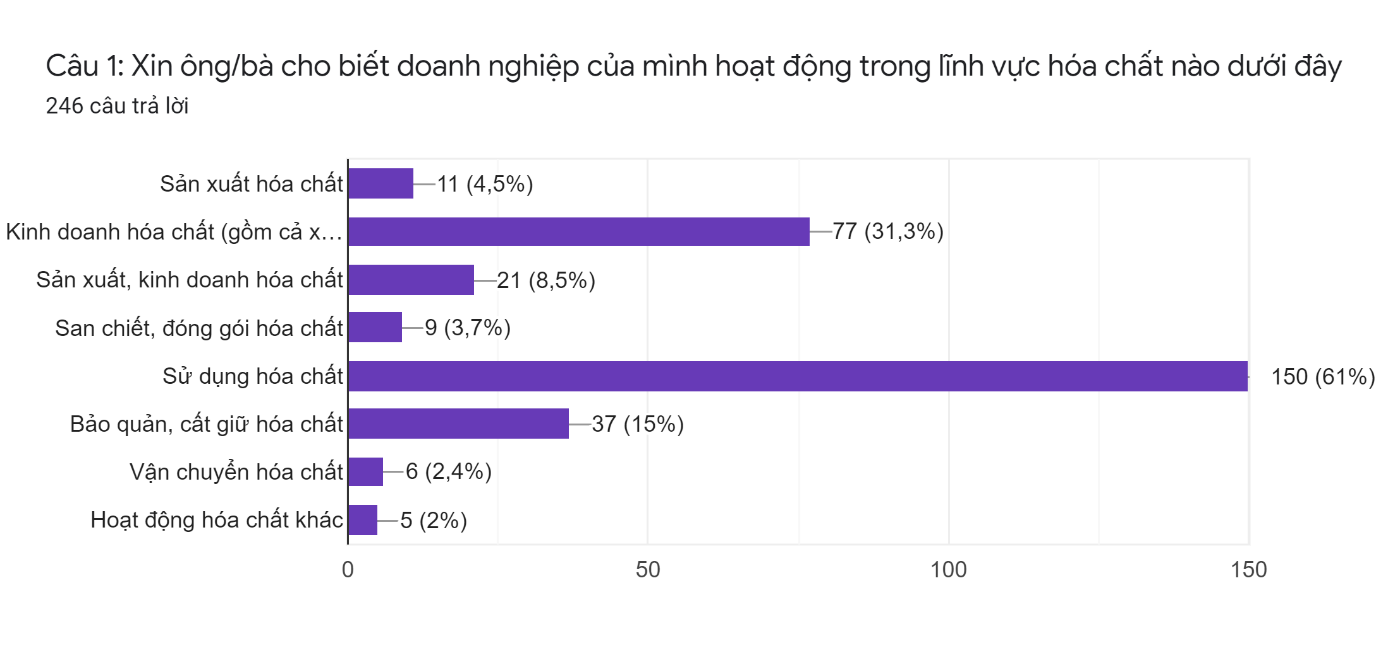 Câu 1: Xin ông/bà cho biết doanh nghiệp của mình hoạt động trong lĩnh vực hóa chất nào dưới đây
246 câu trả lời
Sản xuất hóa chất 11 (4,5%)
Kinh doanh hóa chất (gồm cả x… 77 (31,3%)
Sản xuất, kinh doanh hóa chất 21 (8,5%)
San chiết, đóng gói hóa chất 9 (3,7%)
Sử dụng hóa chất 150 (61%)
Bảo quản, cất giữ hóa chất 37 (15%)
Vận chuyển hóa chất 6 (2,4%)
Hoạt động hóa chất khác 5 (2%)
0 50 100 150